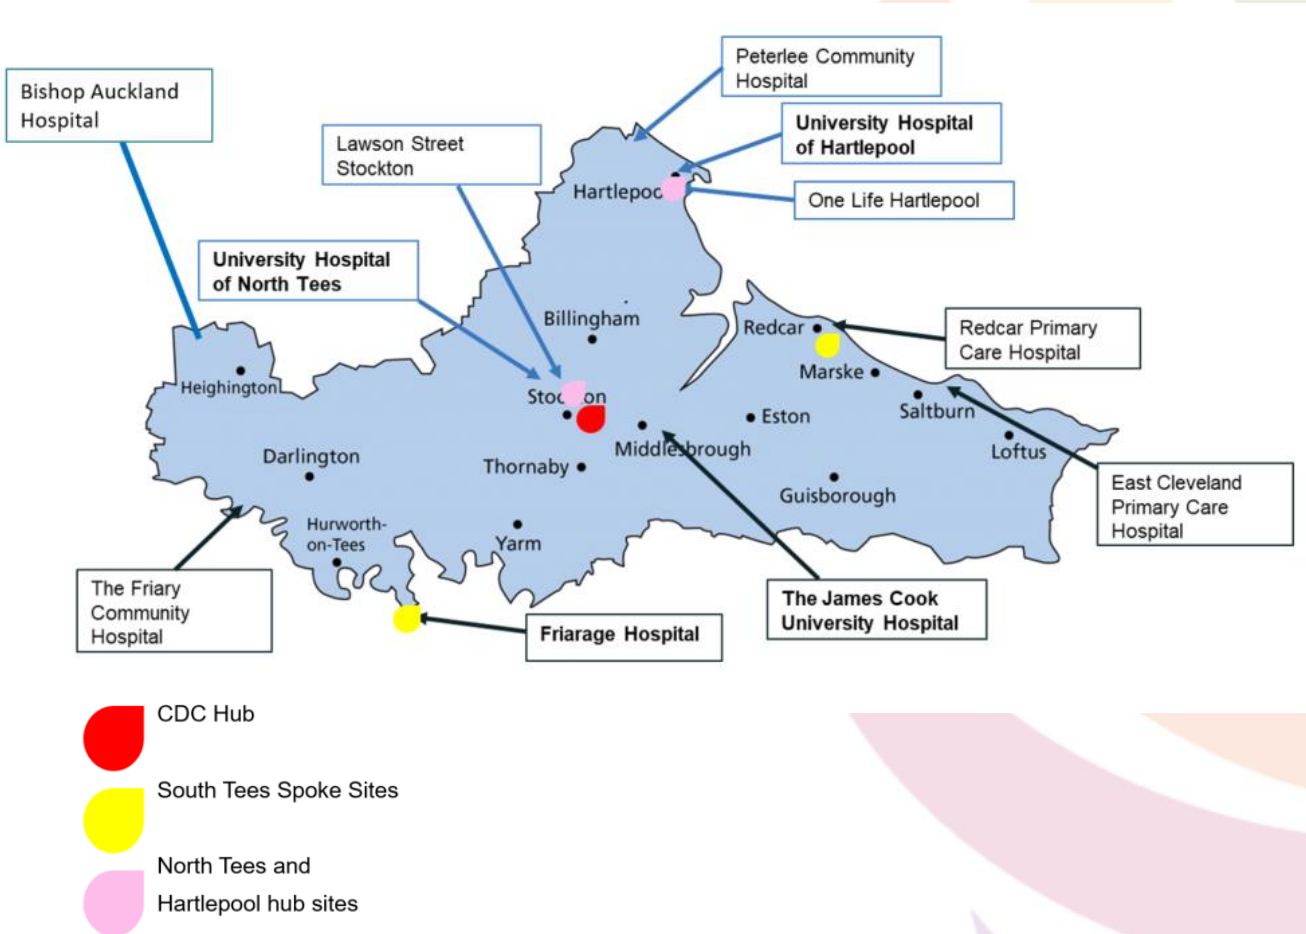 Peterlee Community
Hospital
Bishop Auckland
Hospital
University Hospital
of Hartlepool
Lawson Street
Stockton
Hartlepoo
One Life Hartlepool
University Hospital
of North Tees
Billingham
Redcar
Redcar Primary
Care Hospital
Heighington
Marske
Stockton
Saltburn
Eston
Middlesbrough
Loftus
Darlington
Thornaby
Guisborough
East Cleveland
Primary Care
Hospital
Hurworth-
on-Tees
Yarm
The Friary
Community
Hospital
The James Cook
University Hospital
Friarage Hospital
CDC Hub
South Tees Spoke Sites
North Tees and
Hartlepool hub sites